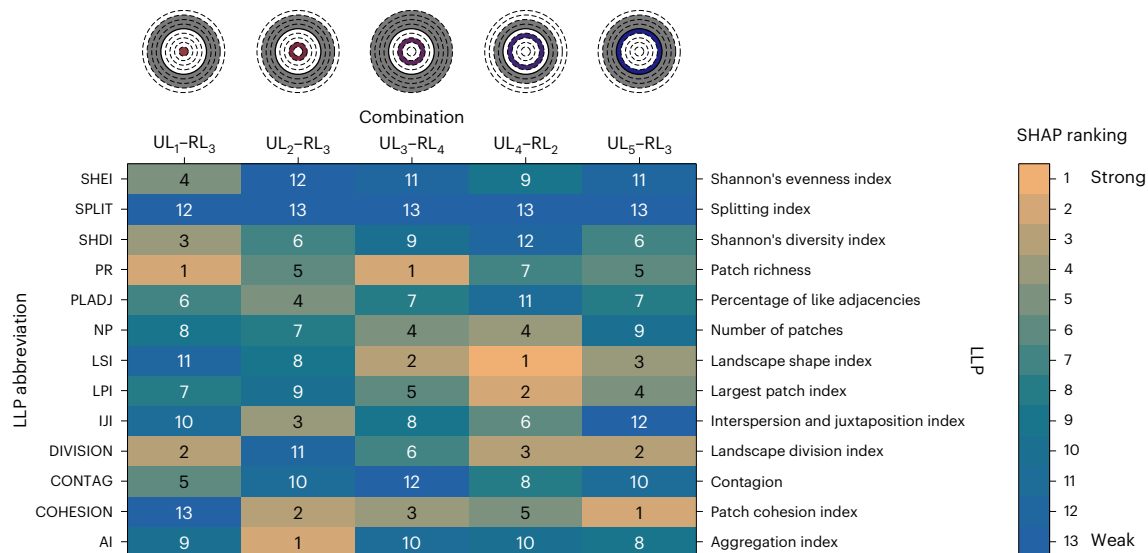 Combination
UL₁–RL₃ UL₂–RL₃ UL₃–RL₄ UL₄–RL₂ UL₅–RL₃
SHAP ranking
LLP abbreviation
LLP
SHEI 4 12 11 9 11 Shannon's evenness index
SPLIT 12 13 13 13 13 Splitting index
SHDI 3 6 9 12 6 Shannon's diversity index
PR 1 5 1 7 5 Patch richness
PLADJ 6 4 7 11 7 Percentage of like adjacencies
NP 8 7 4 4 9 Number of patches
LSI 11 8 2 1 3 Landscape shape index
LPI 7 9 5 2 4 Largest patch index
IJI 10 3 8 6 12 Interspersion and juxtaposition index
DIVISION 2 11 6 3 2 Landscape division index
CONTAG 5 10 12 8 10 Contagion
COHESION 13 2 3 5 1 Patch cohesion index
AI 9 1 10 10 8 Aggregation index
1 Strong
2
3
4
5
6
7
8
9
10
11
12
13 Weak